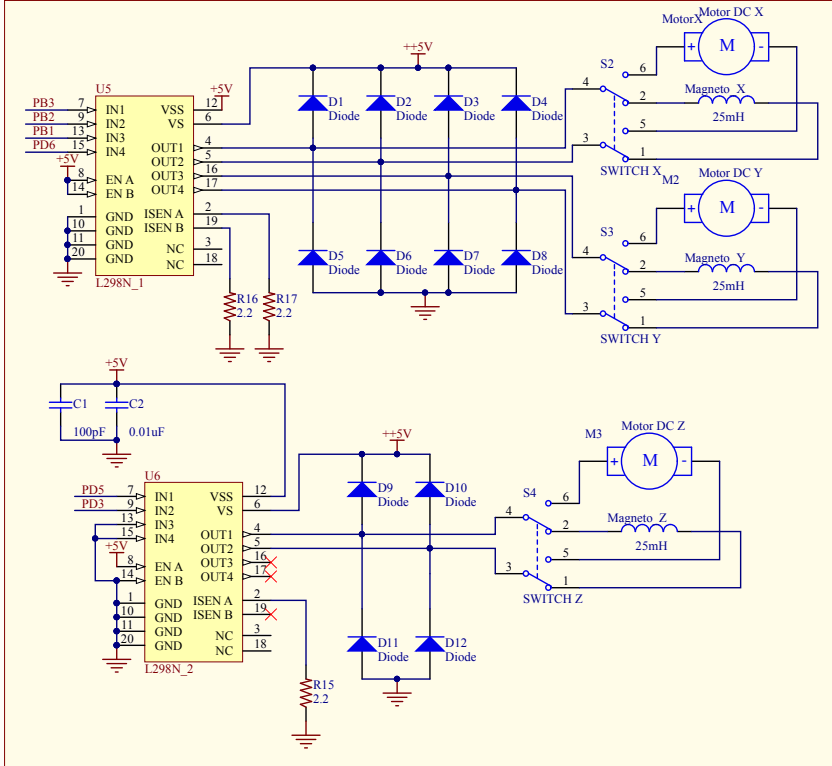 Motor DC X
MotorX
M
+
-
S2
6
4
Magneto X
2
25mH
5
3
1
SWITCH X
++5V
U5
+5V
PB3 7 IN1
PB2 9 IN2
PB1 13 IN3
PD6 15 IN4
+5V
8 EN A
14 EN B
1 GND
10 GND
11 GND
20 GND
VSS 12
VS 6
OUT1 4
OUT2 5
OUT3 16
OUT4 17
ISEN A 2
ISEN B 19
NC 3
NC 18
L298N_1
D1 Diode
D2 Diode
D3 Diode
D4 Diode
D5 Diode
D6 Diode
D7 Diode
D8 Diode
R16 2.2
R17 2.2
M2
Motor DC Y
M
+
-
S3
6
4
Magneto Y
2
25mH
5
3
1
SWITCH Y
+5V
C1
C2
100pF
0.01uF
U6
PD5 7 IN1
PD3 9 IN2
13 IN3
15 IN4
+5V
8 EN A
14 EN B
1 GND
10 GND
11 GND
20 GND
VSS 12
VS 6
OUT1 4
OUT2 5
OUT3 16
OUT4 17
ISEN A 2
ISEN B 19
NC 3
NC 18
L298N_2
R15 2.2
++5V
D9 Diode
D10 Diode
D11 Diode
D12 Diode
M3
Motor DC Z
M
+
-
S4
6
4
Magneto Z
2
25mH
5
3
1
SWITCH Z